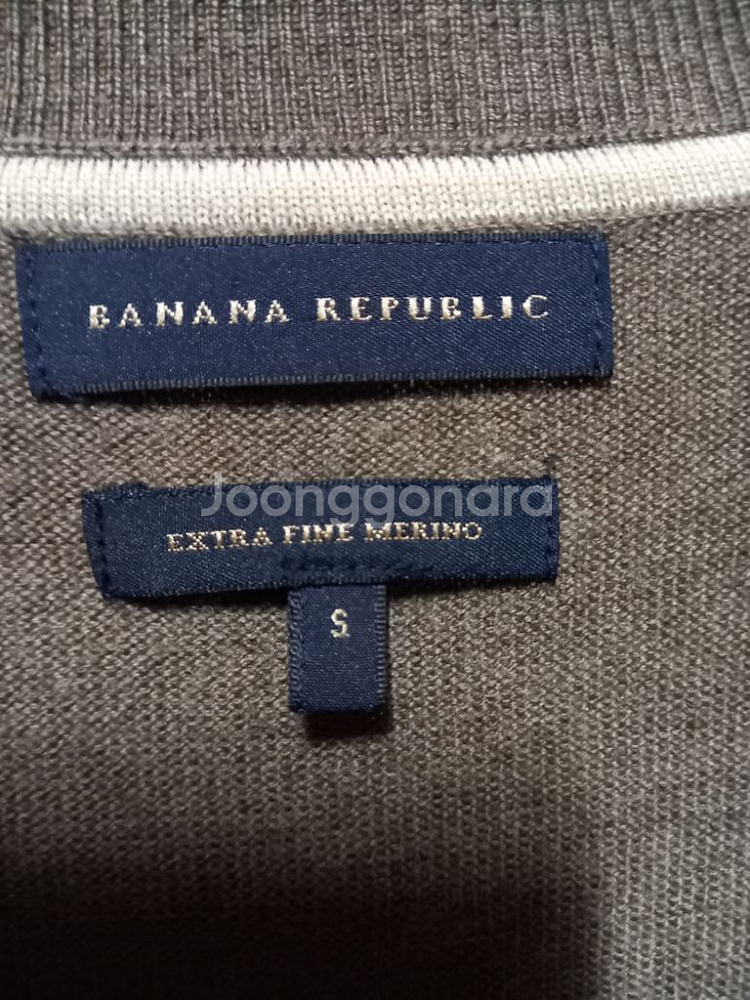 BANANA REPUBLIC
Joonggonara
EXTRA FINE MERINO
S